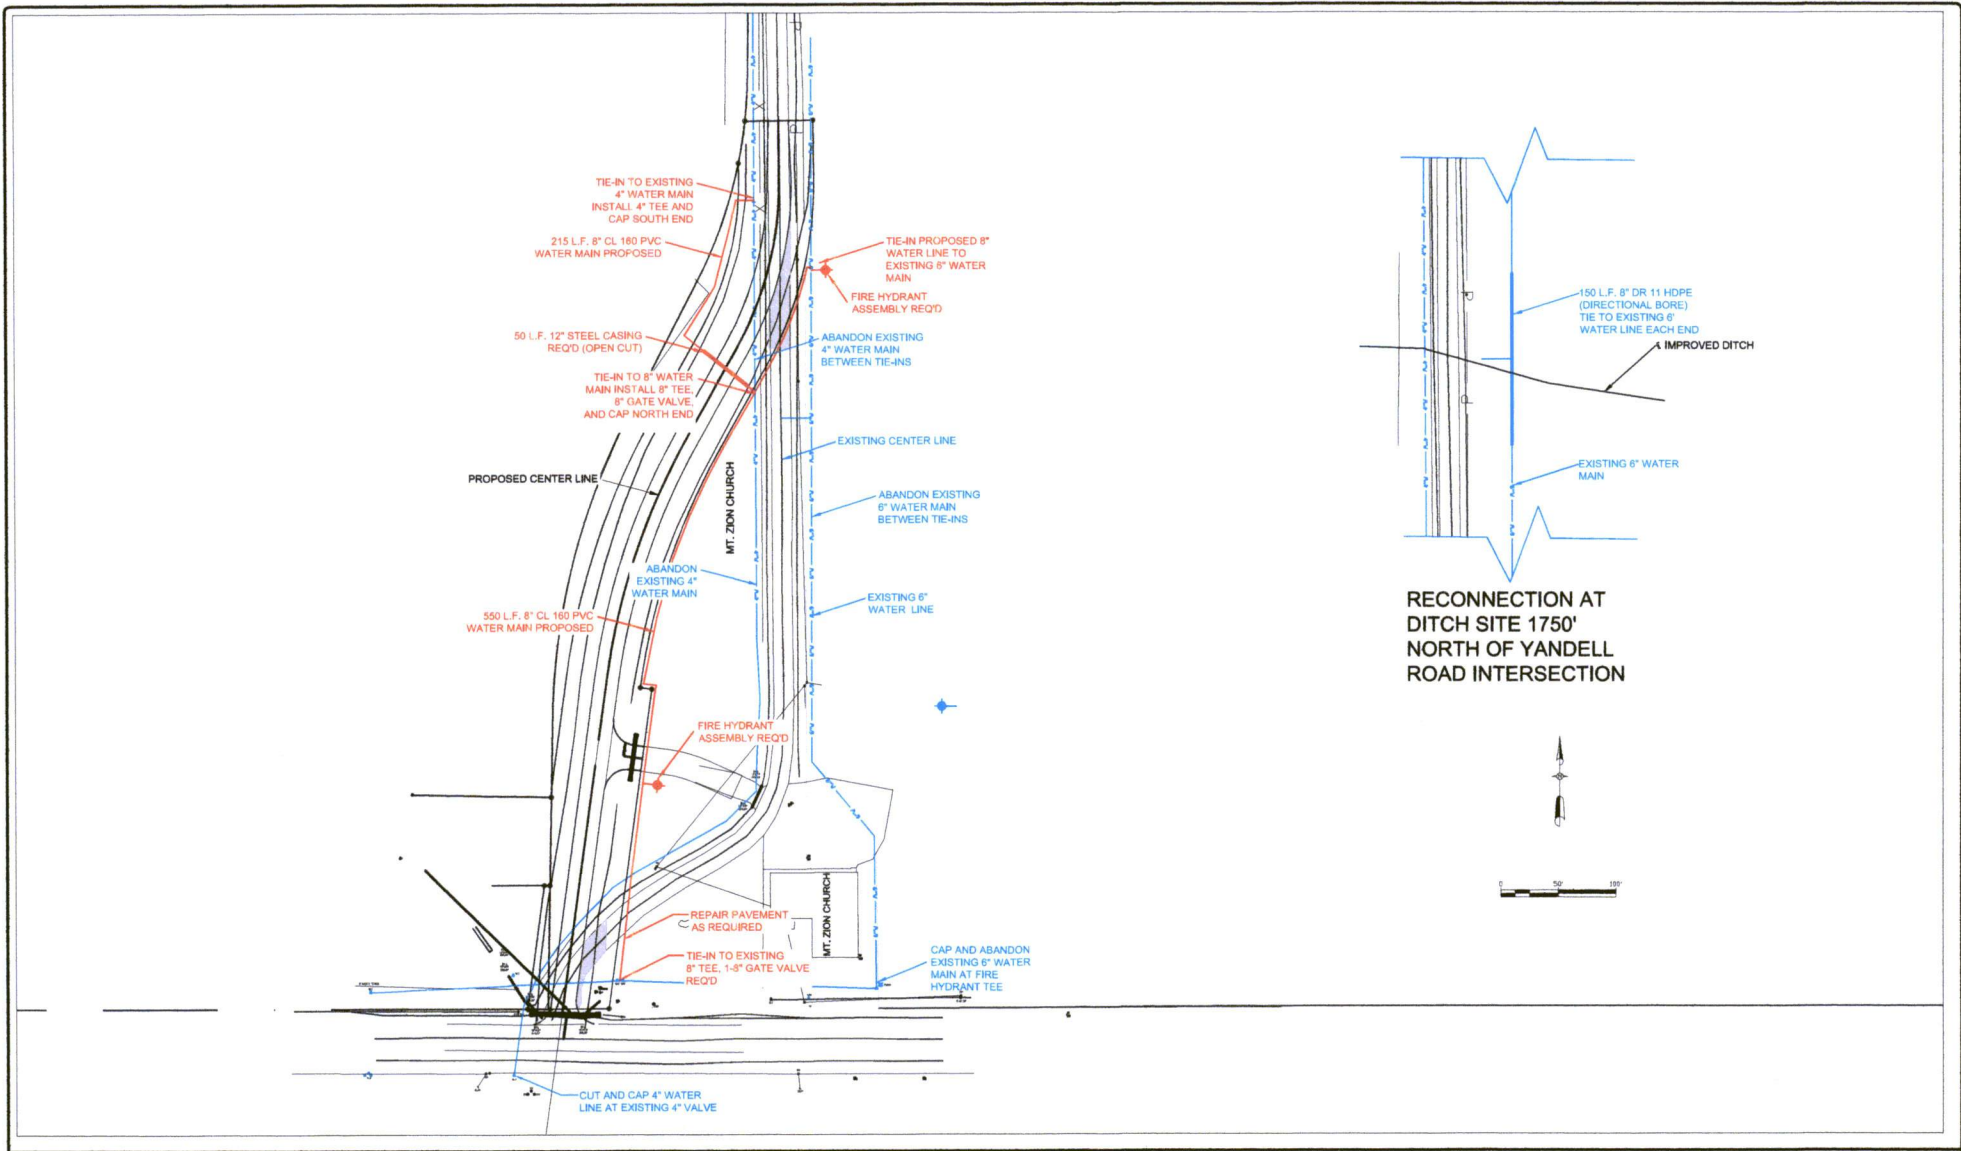 TIE-IN TO EXISTING
4" WATER MAIN
INSTALL 4" TEE AND
CAP SOUTH END
215 L.F. 8" CL 160 PVC
WATER MAIN PROPOSED
50 L.F. 12" STEEL CASING
REQ'D (OPEN CUT)
TIE-IN TO 8" WATER
MAIN INSTALL 8" TEE,
8" GATE VALVE,
AND CAP NORTH END
PROPOSED CENTER LINE
ABANDON
EXISTING 4"
WATER MAIN
550 L.F. 8" CL 160 PVC
WATER MAIN PROPOSED
MT. ZION CHURCH
TIE-IN PROPOSED 8"
WATER LINE TO
EXISTING 6" WATER
MAIN
FIRE HYDRANT
ASSEMBLY REQ'D
ABANDON EXISTING
4" WATER MAIN
BETWEEN TIE-INS
EXISTING CENTER LINE
ABANDON EXISTING
6" WATER MAIN
BETWEEN TIE-INS
EXISTING 6"
WATER LINE
FIRE HYDRANT
ASSEMBLY REQ'D
MT. ZION CHURCH
REPAIR PAVEMENT
AS REQUIRED
TIE-IN TO EXISTING
8" TEE, 1-8" GATE VALVE
REQ'D
CAP AND ABANDON
EXISTING 6" WATER
MAIN AT FIRE
HYDRANT TEE
CUT AND CAP 4" WATER
LINE AT EXISTING 4" VALVE
150 L.F. 8" DR 11 HDPE
(DIRECTIONAL BORE)
TIE TO EXISTING 6'
WATER LINE EACH END
IMPROVED DITCH
EXISTING 6" WATER
MAIN
RECONNECTION AT
DITCH SITE 1750'
NORTH OF YANDELL
ROAD INTERSECTION
0 50' 100'